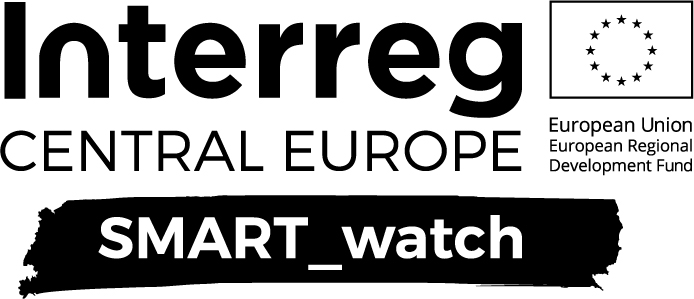 Interreg
CENTRAL EUROPE
European Union
European Regional
Development Fund
SMART_watch